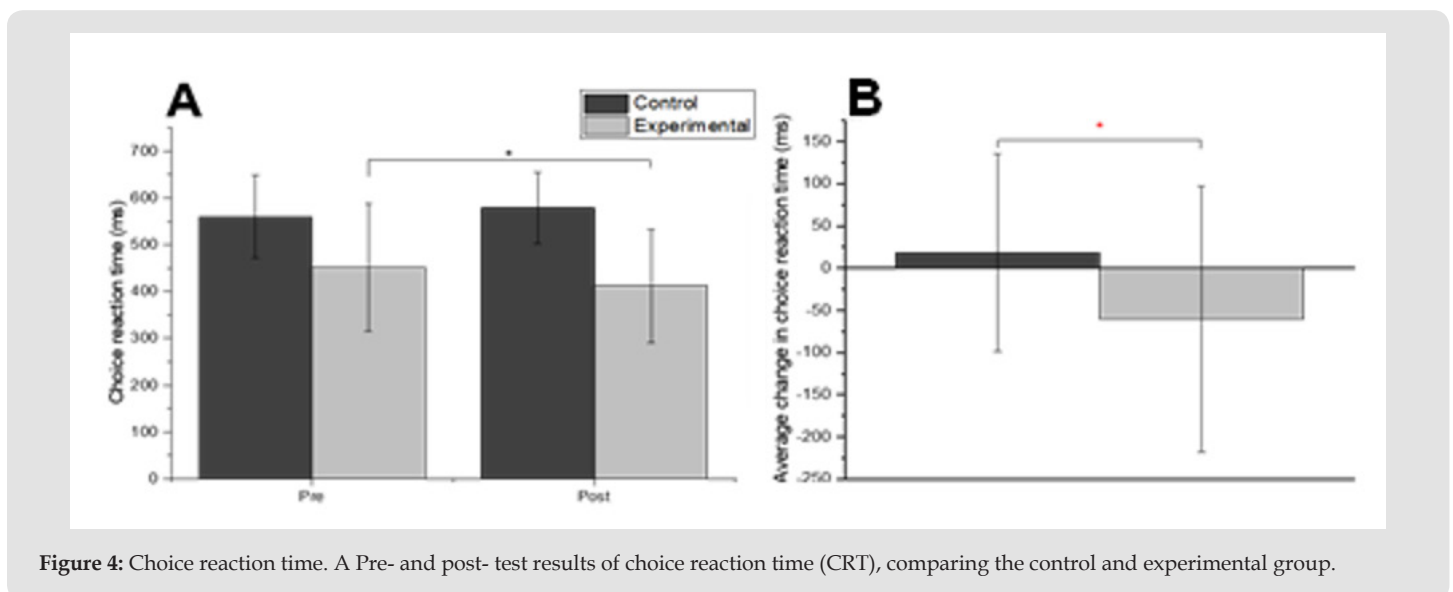 A
Control
Experimental
*
700
600
500
400
300
200
100
0
Choice reaction time (ms)
Pre
Post
B
*
150
100
50
0
-50
-100
-150
-200
-250
Average change in choice reaction time (ms)
Figure 4: Choice reaction time. A Pre- and post- test results of choice reaction time (CRT), comparing the control and experimental group.